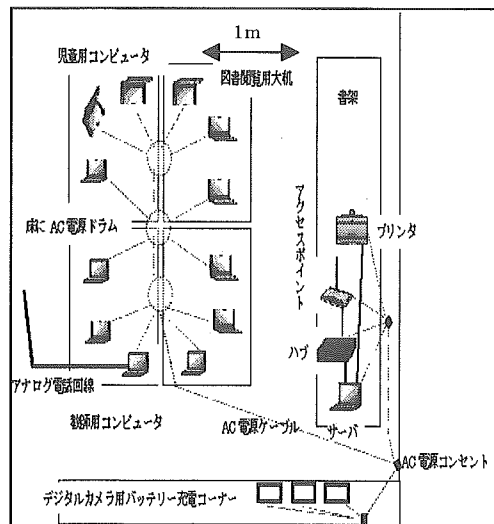 1m
児童用コンピュータ
図書閲覧用大机
書架
アクセスポイント
プリンタ
床にAC電源ドラム
ハブ
アナログ電話回線
教師用コンピュータ
AC電源ケーブル
サーバ
AC電源コンセント
デジタルカメラ用バッテリー充電コーナー